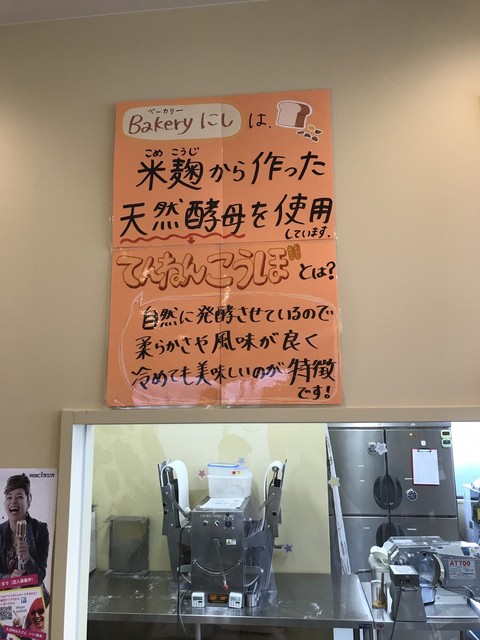 ベーカリー
Bakery にし は、
こめ こうじ
米麹から作った
天然酵母を使用
しています。
てんねんこうしぼ とは?
自然に発酵させているので
柔らかさや風味が良く
冷めても美味しいのが特徴
です!
AT700